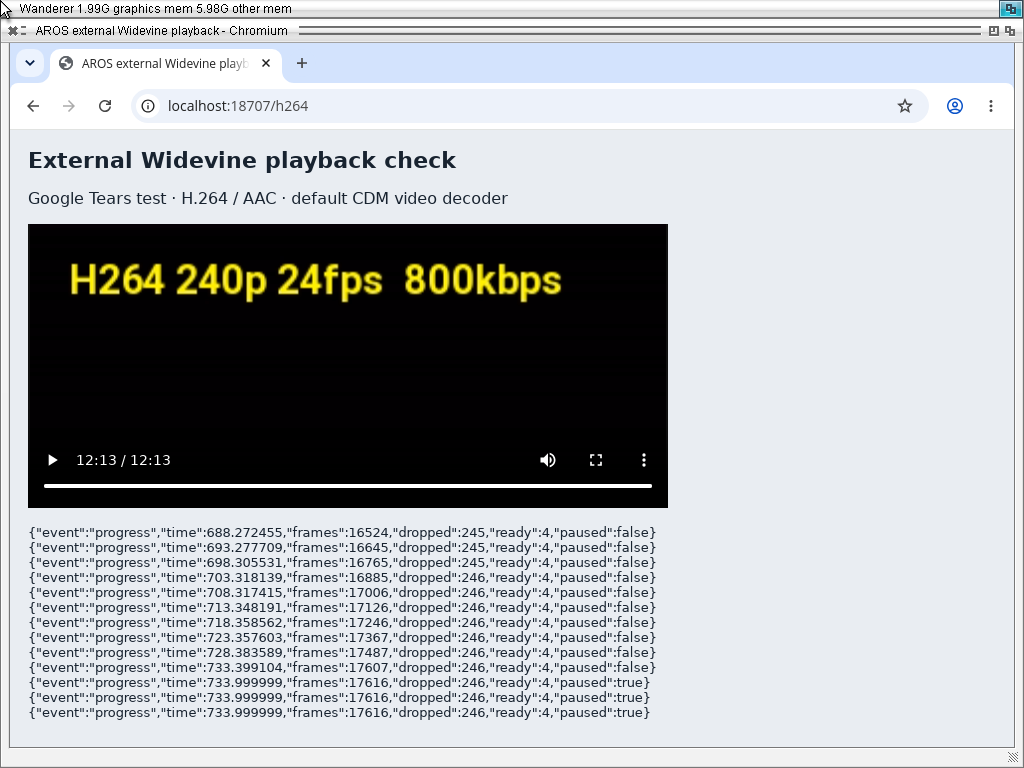 Wanderer 1.99G graphics mem 5.98G other mem
AROS external Widevine playback - Chromium
AROS external Widevine playb
localhost:18707/h264
External Widevine playback check
Google Tears test · H.264 / AAC · default CDM video decoder
H264 240p 24fps 800kbps
12:13 / 12:13
{"event":"progress","time":688.272455,"frames":16524,"dropped":245,"ready":4,"paused":false}
{"event":"progress","time":693.277709,"frames":16645,"dropped":245,"ready":4,"paused":false}
{"event":"progress","time":698.305531,"frames":16765,"dropped":245,"ready":4,"paused":false}
{"event":"progress","time":703.318139,"frames":16885,"dropped":246,"ready":4,"paused":false}
{"event":"progress","time":708.317415,"frames":17006,"dropped":246,"ready":4,"paused":false}
{"event":"progress","time":713.348191,"frames":17126,"dropped":246,"ready":4,"paused":false}
{"event":"progress","time":718.358562,"frames":17246,"dropped":246,"ready":4,"paused":false}
{"event":"progress","time":723.357603,"frames":17367,"dropped":246,"ready":4,"paused":false}
{"event":"progress","time":728.383589,"frames":17487,"dropped":246,"ready":4,"paused":false}
{"event":"progress","time":733.399104,"frames":17607,"dropped":246,"ready":4,"paused":false}
{"event":"progress","time":733.999999,"frames":17616,"dropped":246,"ready":4,"paused":true}
{"event":"progress","time":733.999999,"frames":17616,"dropped":246,"ready":4,"paused":true}
{"event":"progress","time":733.999999,"frames":17616,"dropped":246,"ready":4,"paused":true}